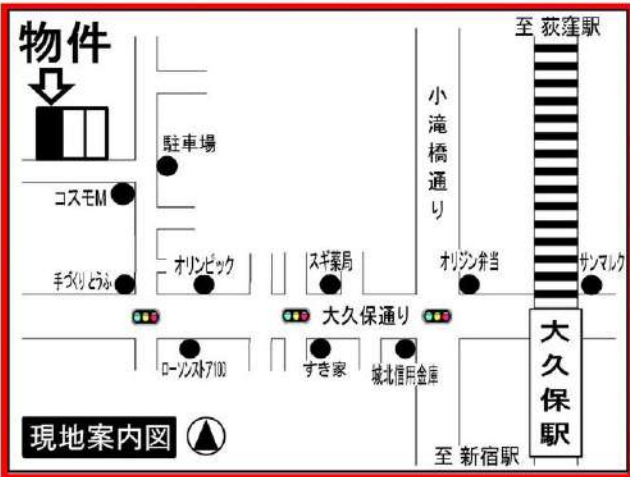 物件
至 荻窪駅
小滝橋通り
駐車場
コスモM
手づくりとうふ
オリンピック
スギ薬局
オリジン弁当
サンマルク
大久保通り
ローソンストア100
すき家
城北信用金庫
大久保駅
現地案内図
至 新宿駅